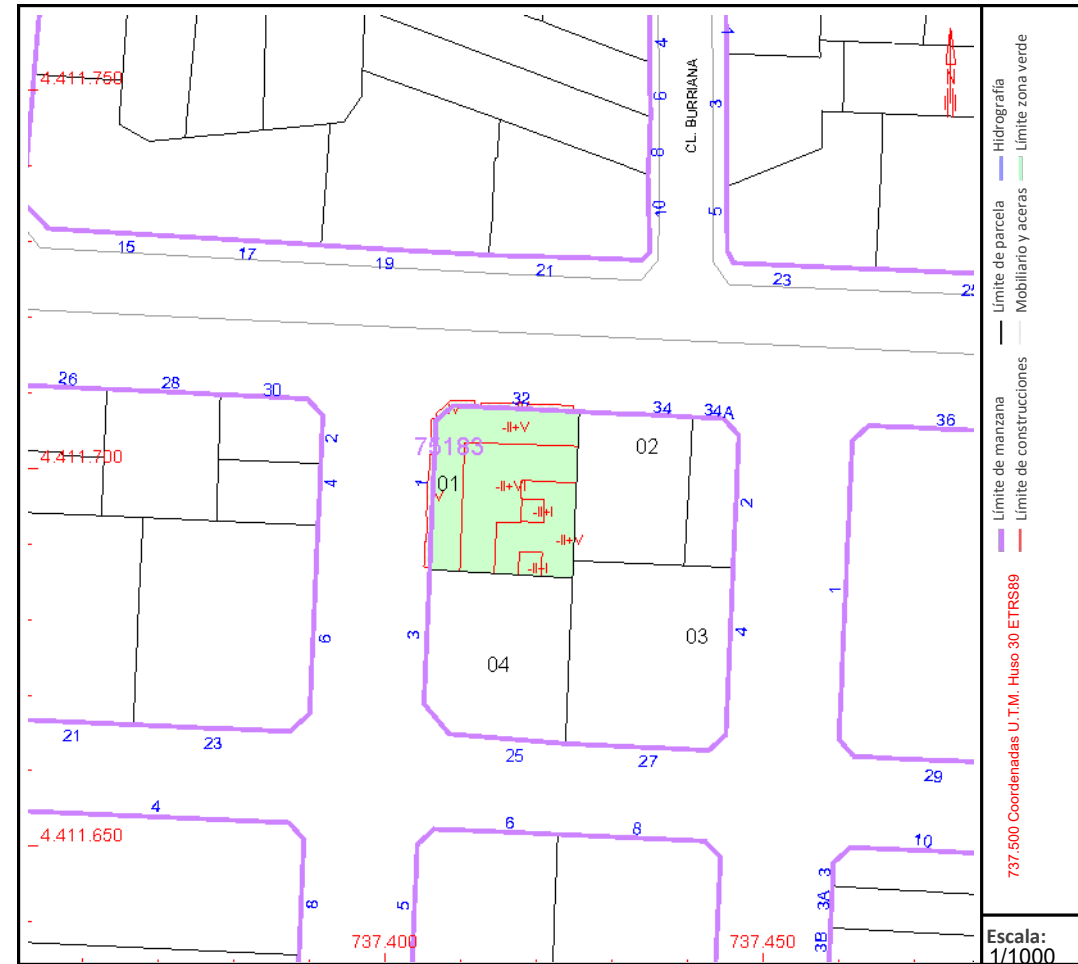 4.411.750
4
6
8
10
CL. BURRIANA
1
3
5
15
17
19
21
23
25
26
28
30
2
4
6
4.411.700
75183
32
34
34A
-II+V
V
01
1
V
-II+VI
-II+I
-II+V
-II+I
02
2
03
4
3
04
36
1
21
23
25
27
29
4
4.411.650
6
8
10
8
5
3
3A
3B
737.400
737.450
N
Hidrografía
Límite zona verde
Límite de parcela
Mobiliario y aceras
Límite de manzana
Límite de construcciones
737.500 Coordenadas U.T.M. Huso 30 ETRS89
Escala:
1/1000